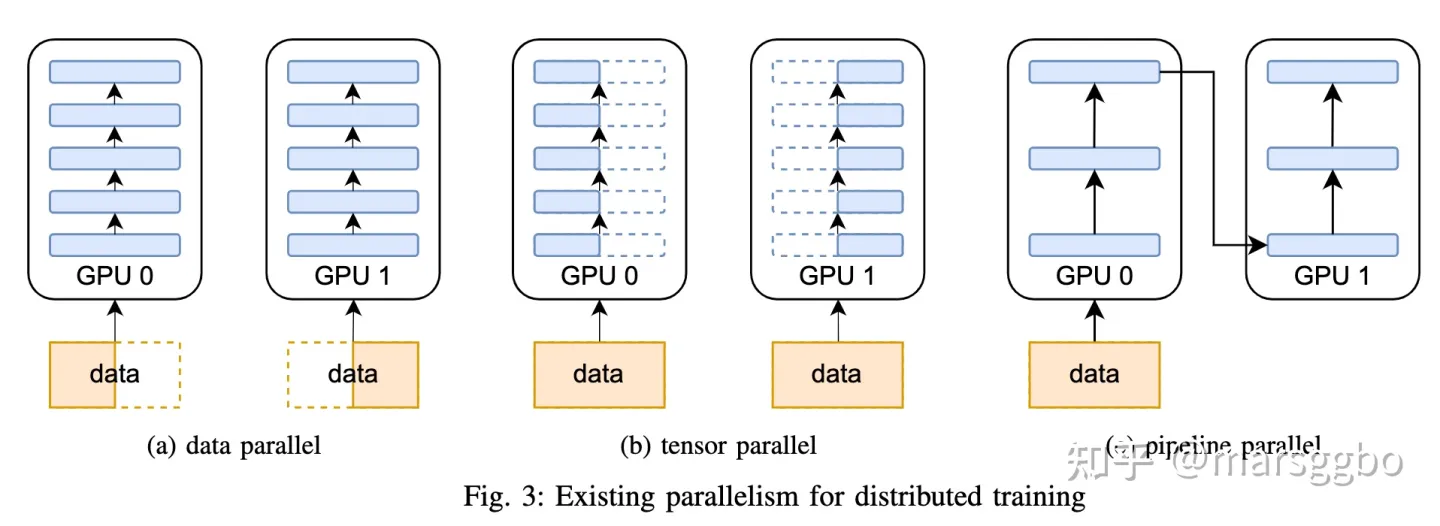 GPU 0
GPU 1
GPU 0
GPU 1
GPU 0
GPU 1
data
data
data
data
data
(a) data parallel
(b) tensor parallel
(c) pipeline parallel
知乎 @marsggbo
Fig. 3: Existing parallelism for distributed training